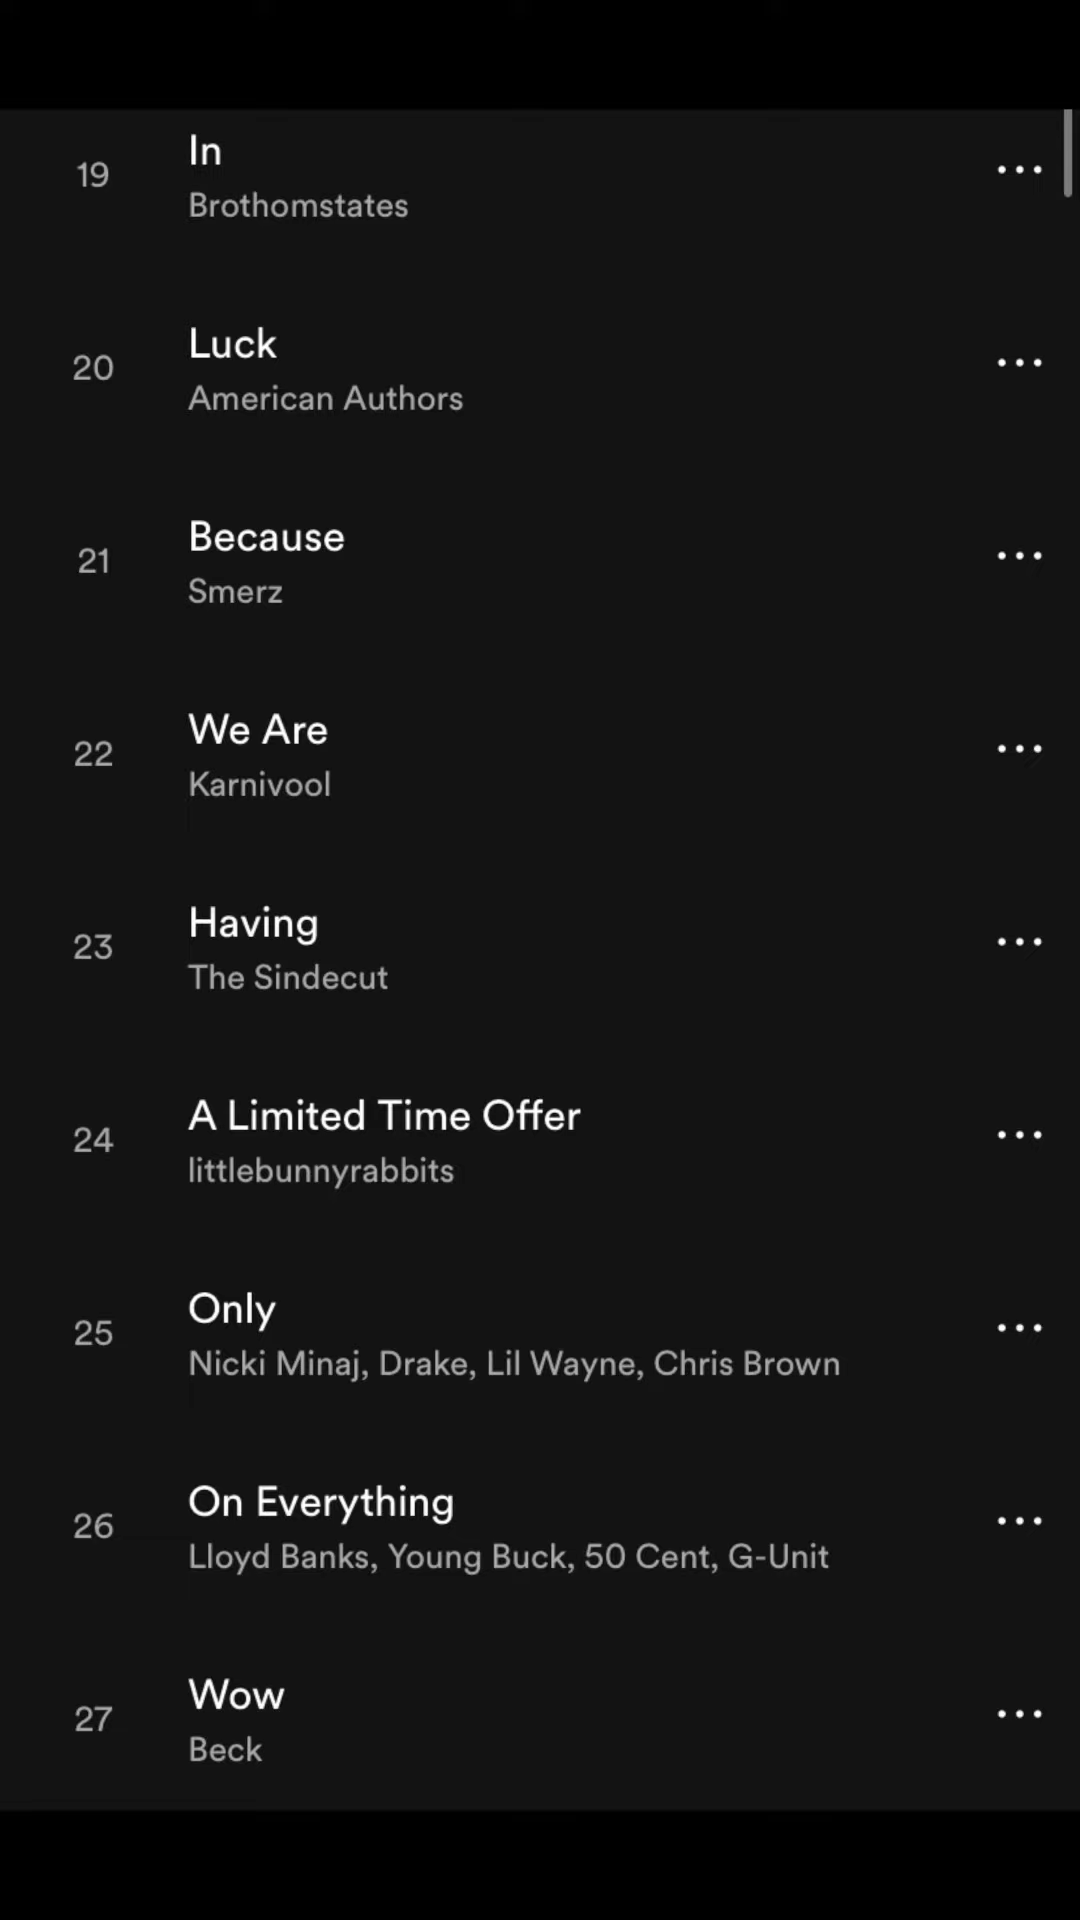 19
In
Brothomstates
20
Luck
American Authors
21
Because
Smerz
22
We Are
Karnivool
23
Having
The Sindecut
24
A Limited Time Offer
littlebunnyrabbits
25
Only
Nicki Minaj, Drake, Lil Wayne, Chris Brown
26
On Everything
Lloyd Banks, Young Buck, 50 Cent, G-Unit
27
Wow
Beck